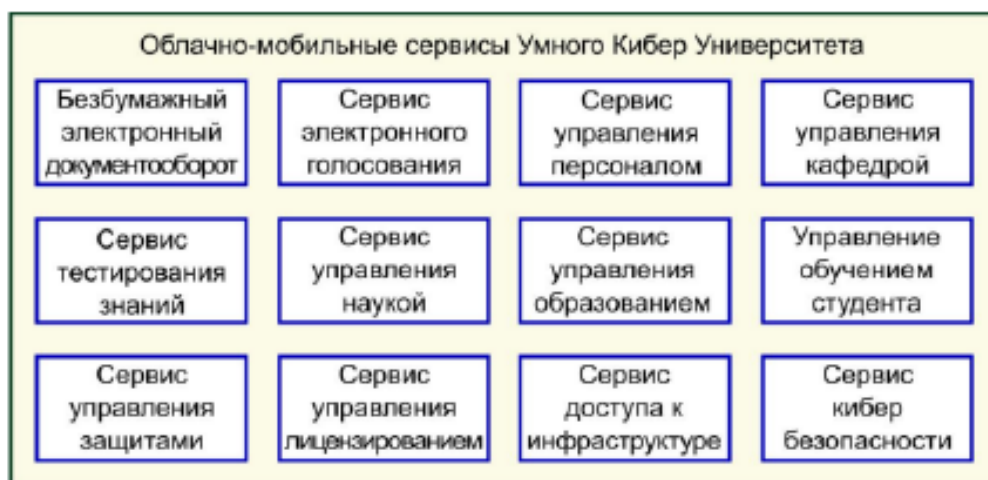 Облачно-мобильные сервисы Умного Кибер Университета
Безбумажный
электронный
документооборот
Сервис
электронного
голосования
Сервис
управления
персоналом
Сервис
управления
кафедрой
Сервис
тестирования
знаний
Сервис
управления
наукой
Сервис
управления
образованием
Управление
обучением
студента
Сервис
управления
защитами
Сервис
управления
лицензированием
Сервис
доступа к
инфраструктуре
Сервис
кибер
безопасности